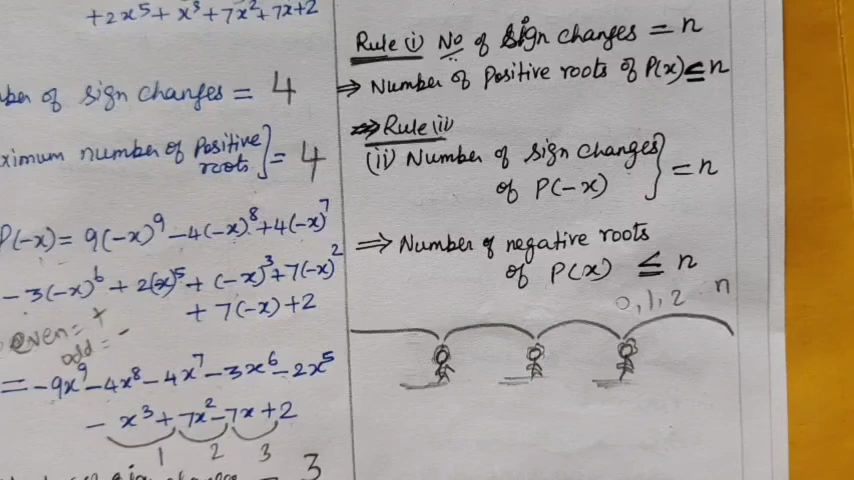 +2x⁵+x³+7x²+7x+2
of sign changes = 4
number of Positive roots} = 4
P(-x) = 9(-x)⁹ -4(-x)⁸+4(-x)⁷
-3(-x)⁶+2(-x)⁵+(-x)³+7(-x)²
+7(-x)+2
even = +
odd = -
= -9x⁹-4x⁸-4x⁷-3x⁶-2x⁵
-x³+7x²-7x+2
1 2 3
3
Rule (i) No of sign changes = n
⇒ Number of Positive roots of P(x) ≤ n
⇒ Rule (ii)
(ii) Number of sign changes
of P(-x) } = n
⇒ Number of negative roots
of P(x) ≤ n
0,1,2 n